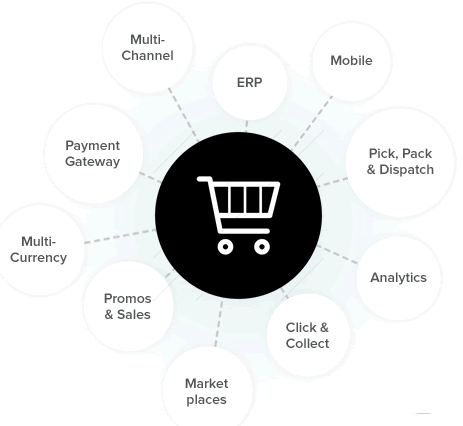 Multi-
Channel
ERP
Mobile
Payment
Gateway
Pick, Pack
& Dispatch
Multi-
Currency
Analytics
Promos
& Sales
Click &
Collect
Market
places